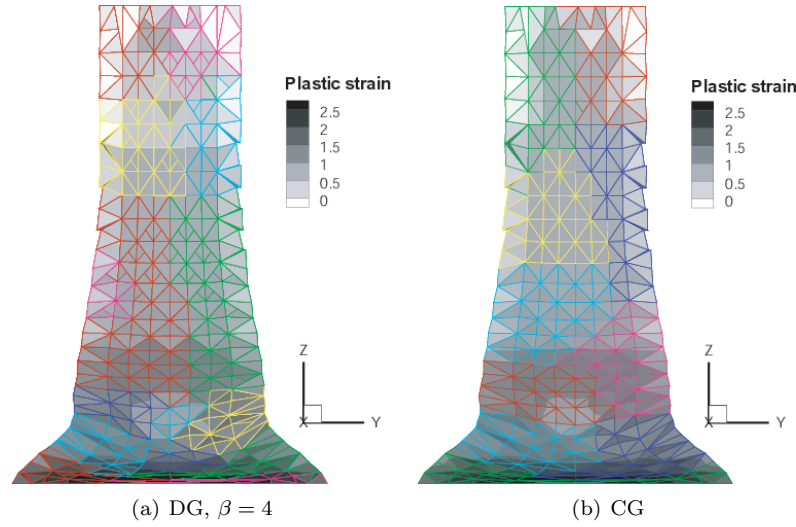 Plastic strain
2.5
2
1.5
1
0.5
0
Z
X
Y
(a) DG, β = 4
Plastic strain
2.5
2
1.5
1
0.5
0
Z
X
Y
(b) CG